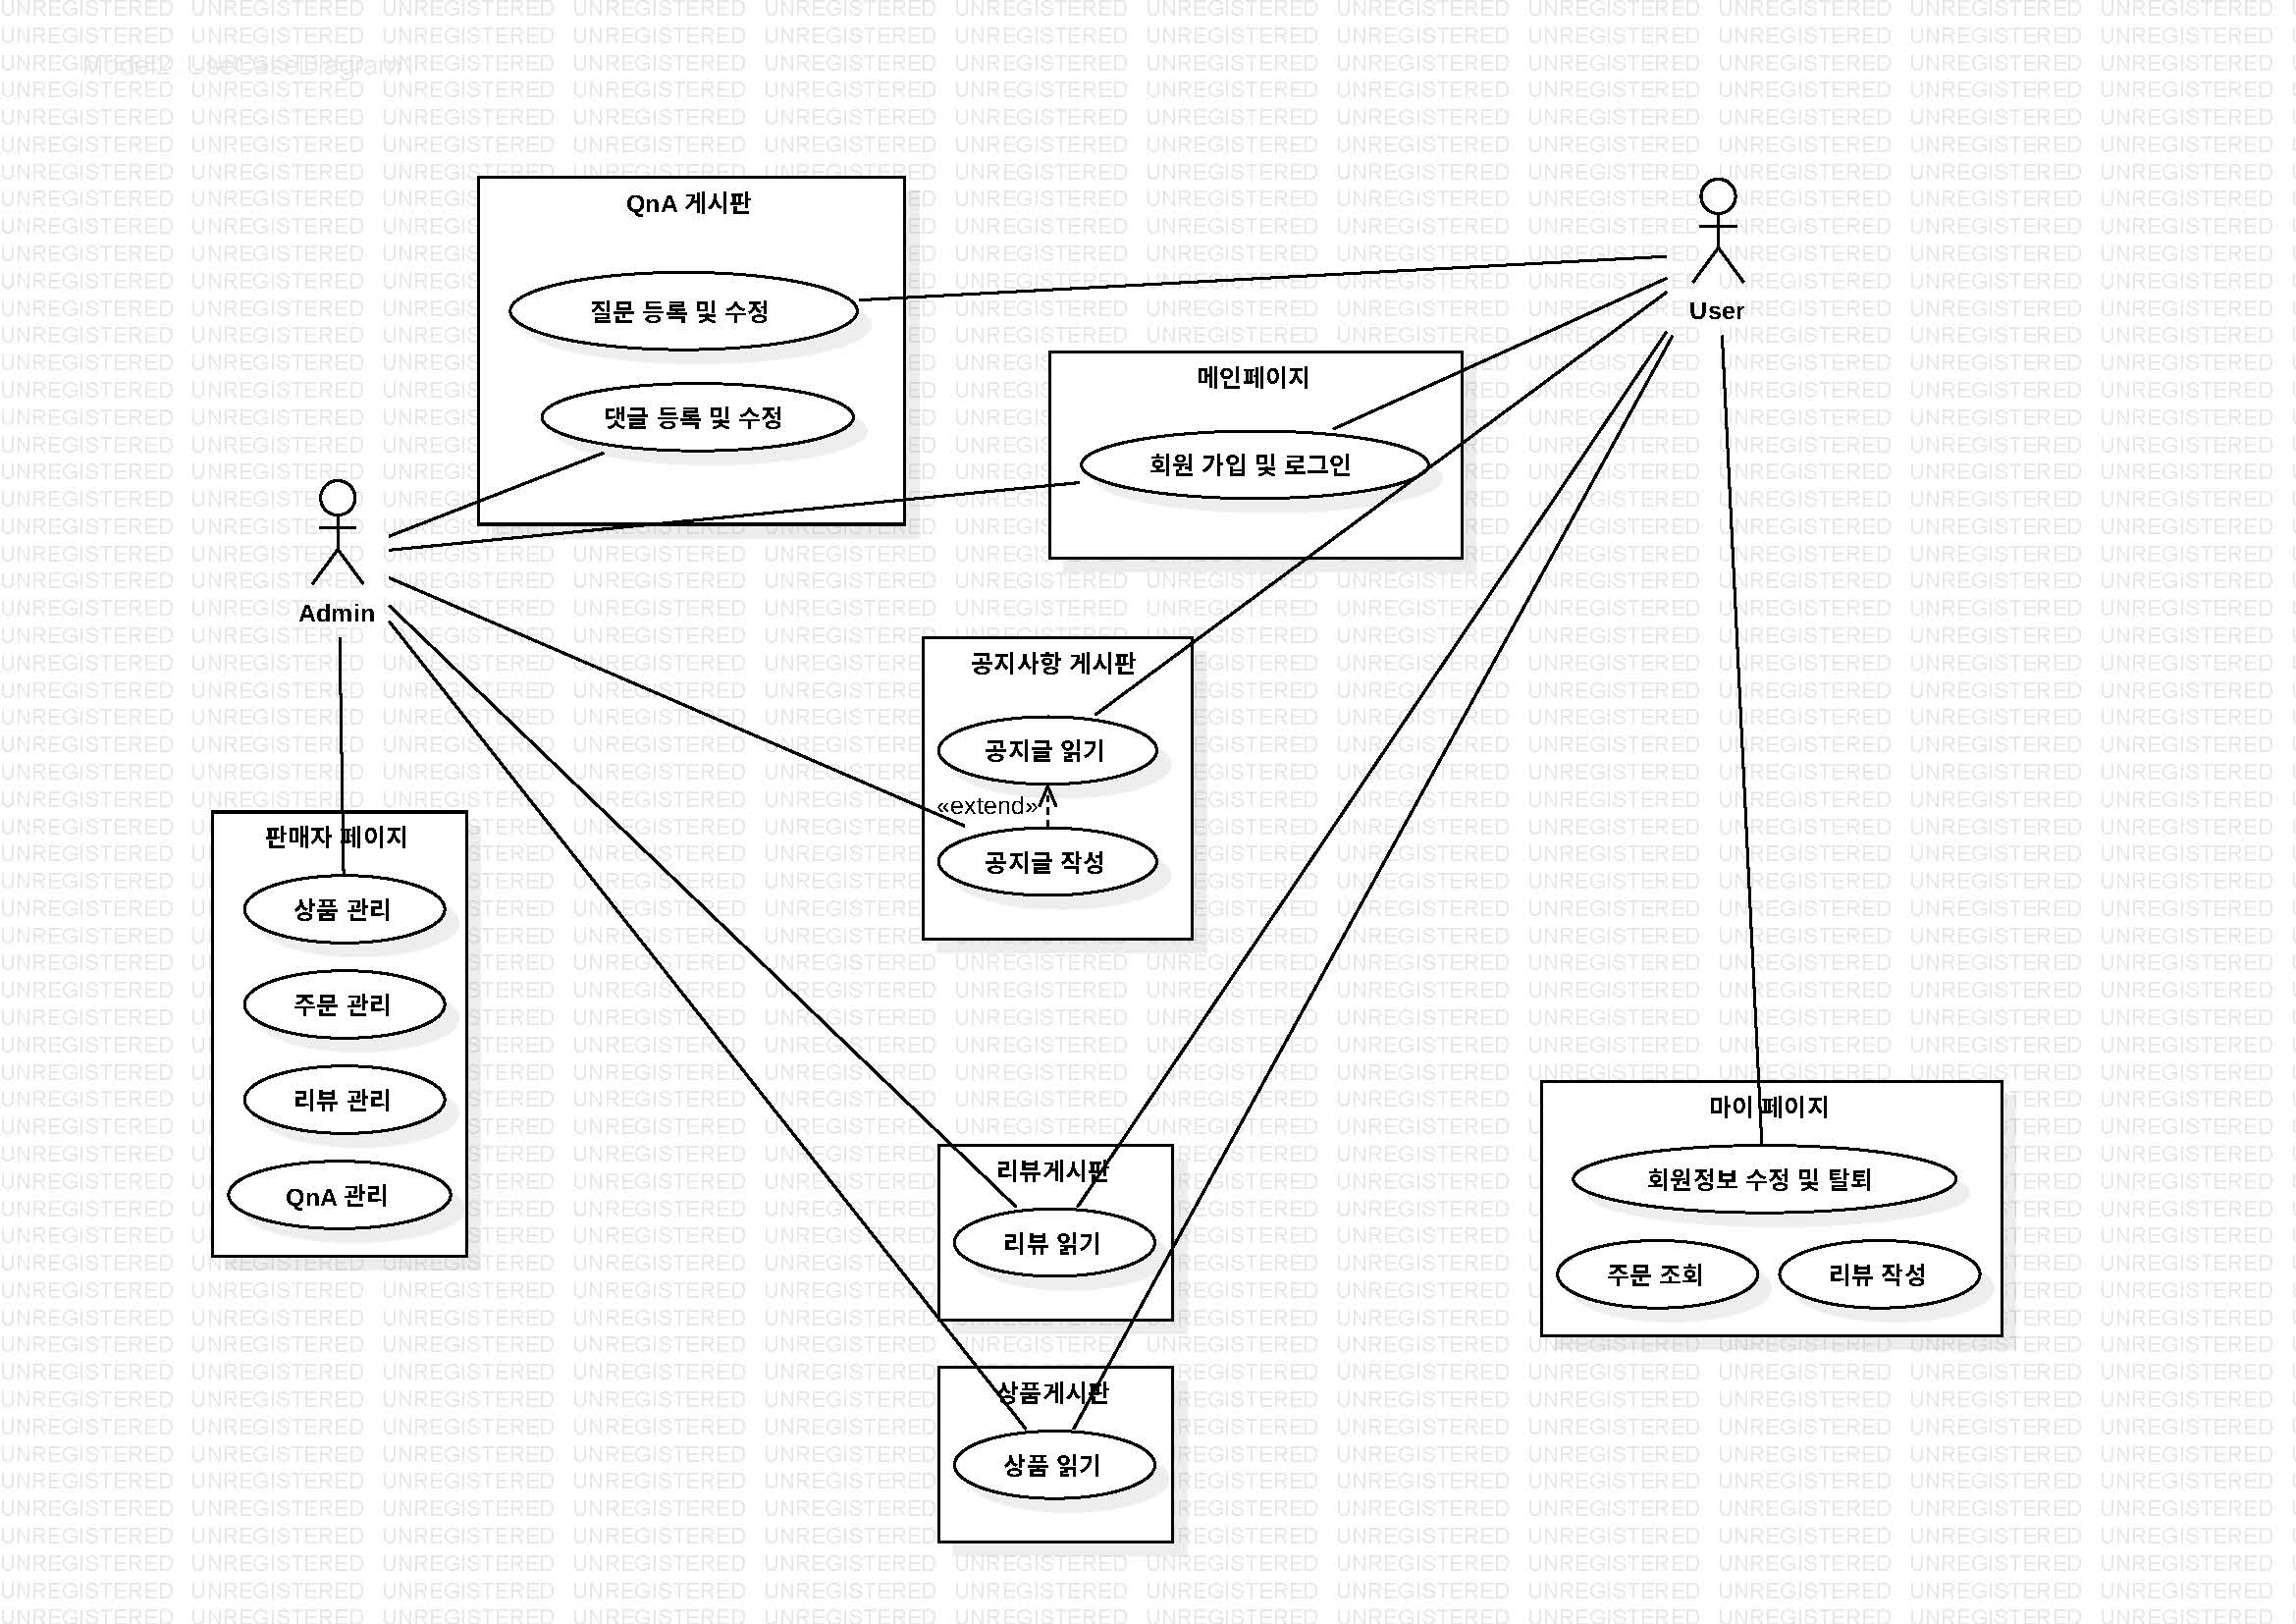 Model2::UseCaseDiagram1
QnA 게시판
질문 등록 및 수정
댓글 등록 및 수정
User
메인페이지
회원 가입 및 로그인
Admin
공지사항 게시판
공지글 읽기
«extend»
공지글 작성
판매자 페이지
상품 관리
주문 관리
리뷰 관리
QnA 관리
리뷰게시판
리뷰 읽기
상품게시판
상품 읽기
마이 페이지
회원정보 수정 및 탈퇴
주문 조회
리뷰 작성
UNREGISTERED